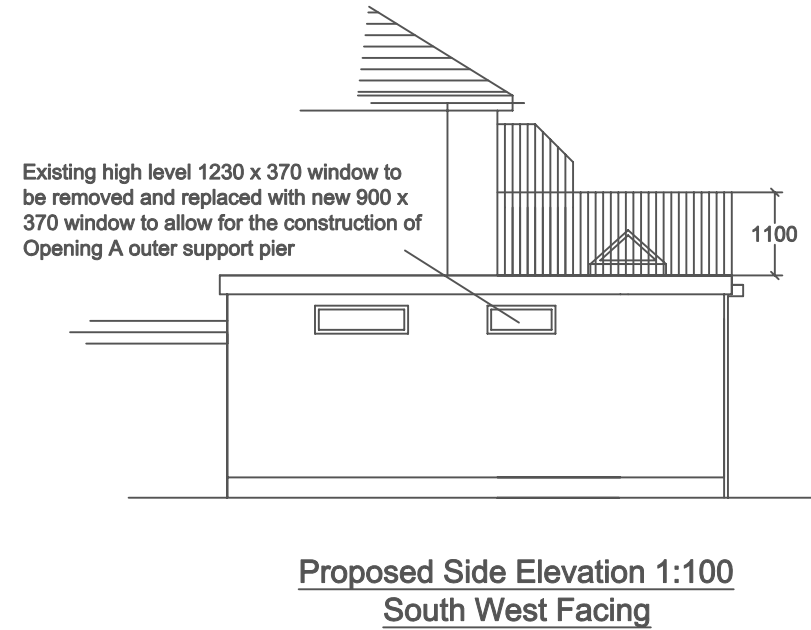 Existing high level 1230 x 370 window to
be removed and replaced with new 900 x
370 window to allow for the construction of
Opening A outer support pier
1100
Proposed Side Elevation 1:100
South West Facing